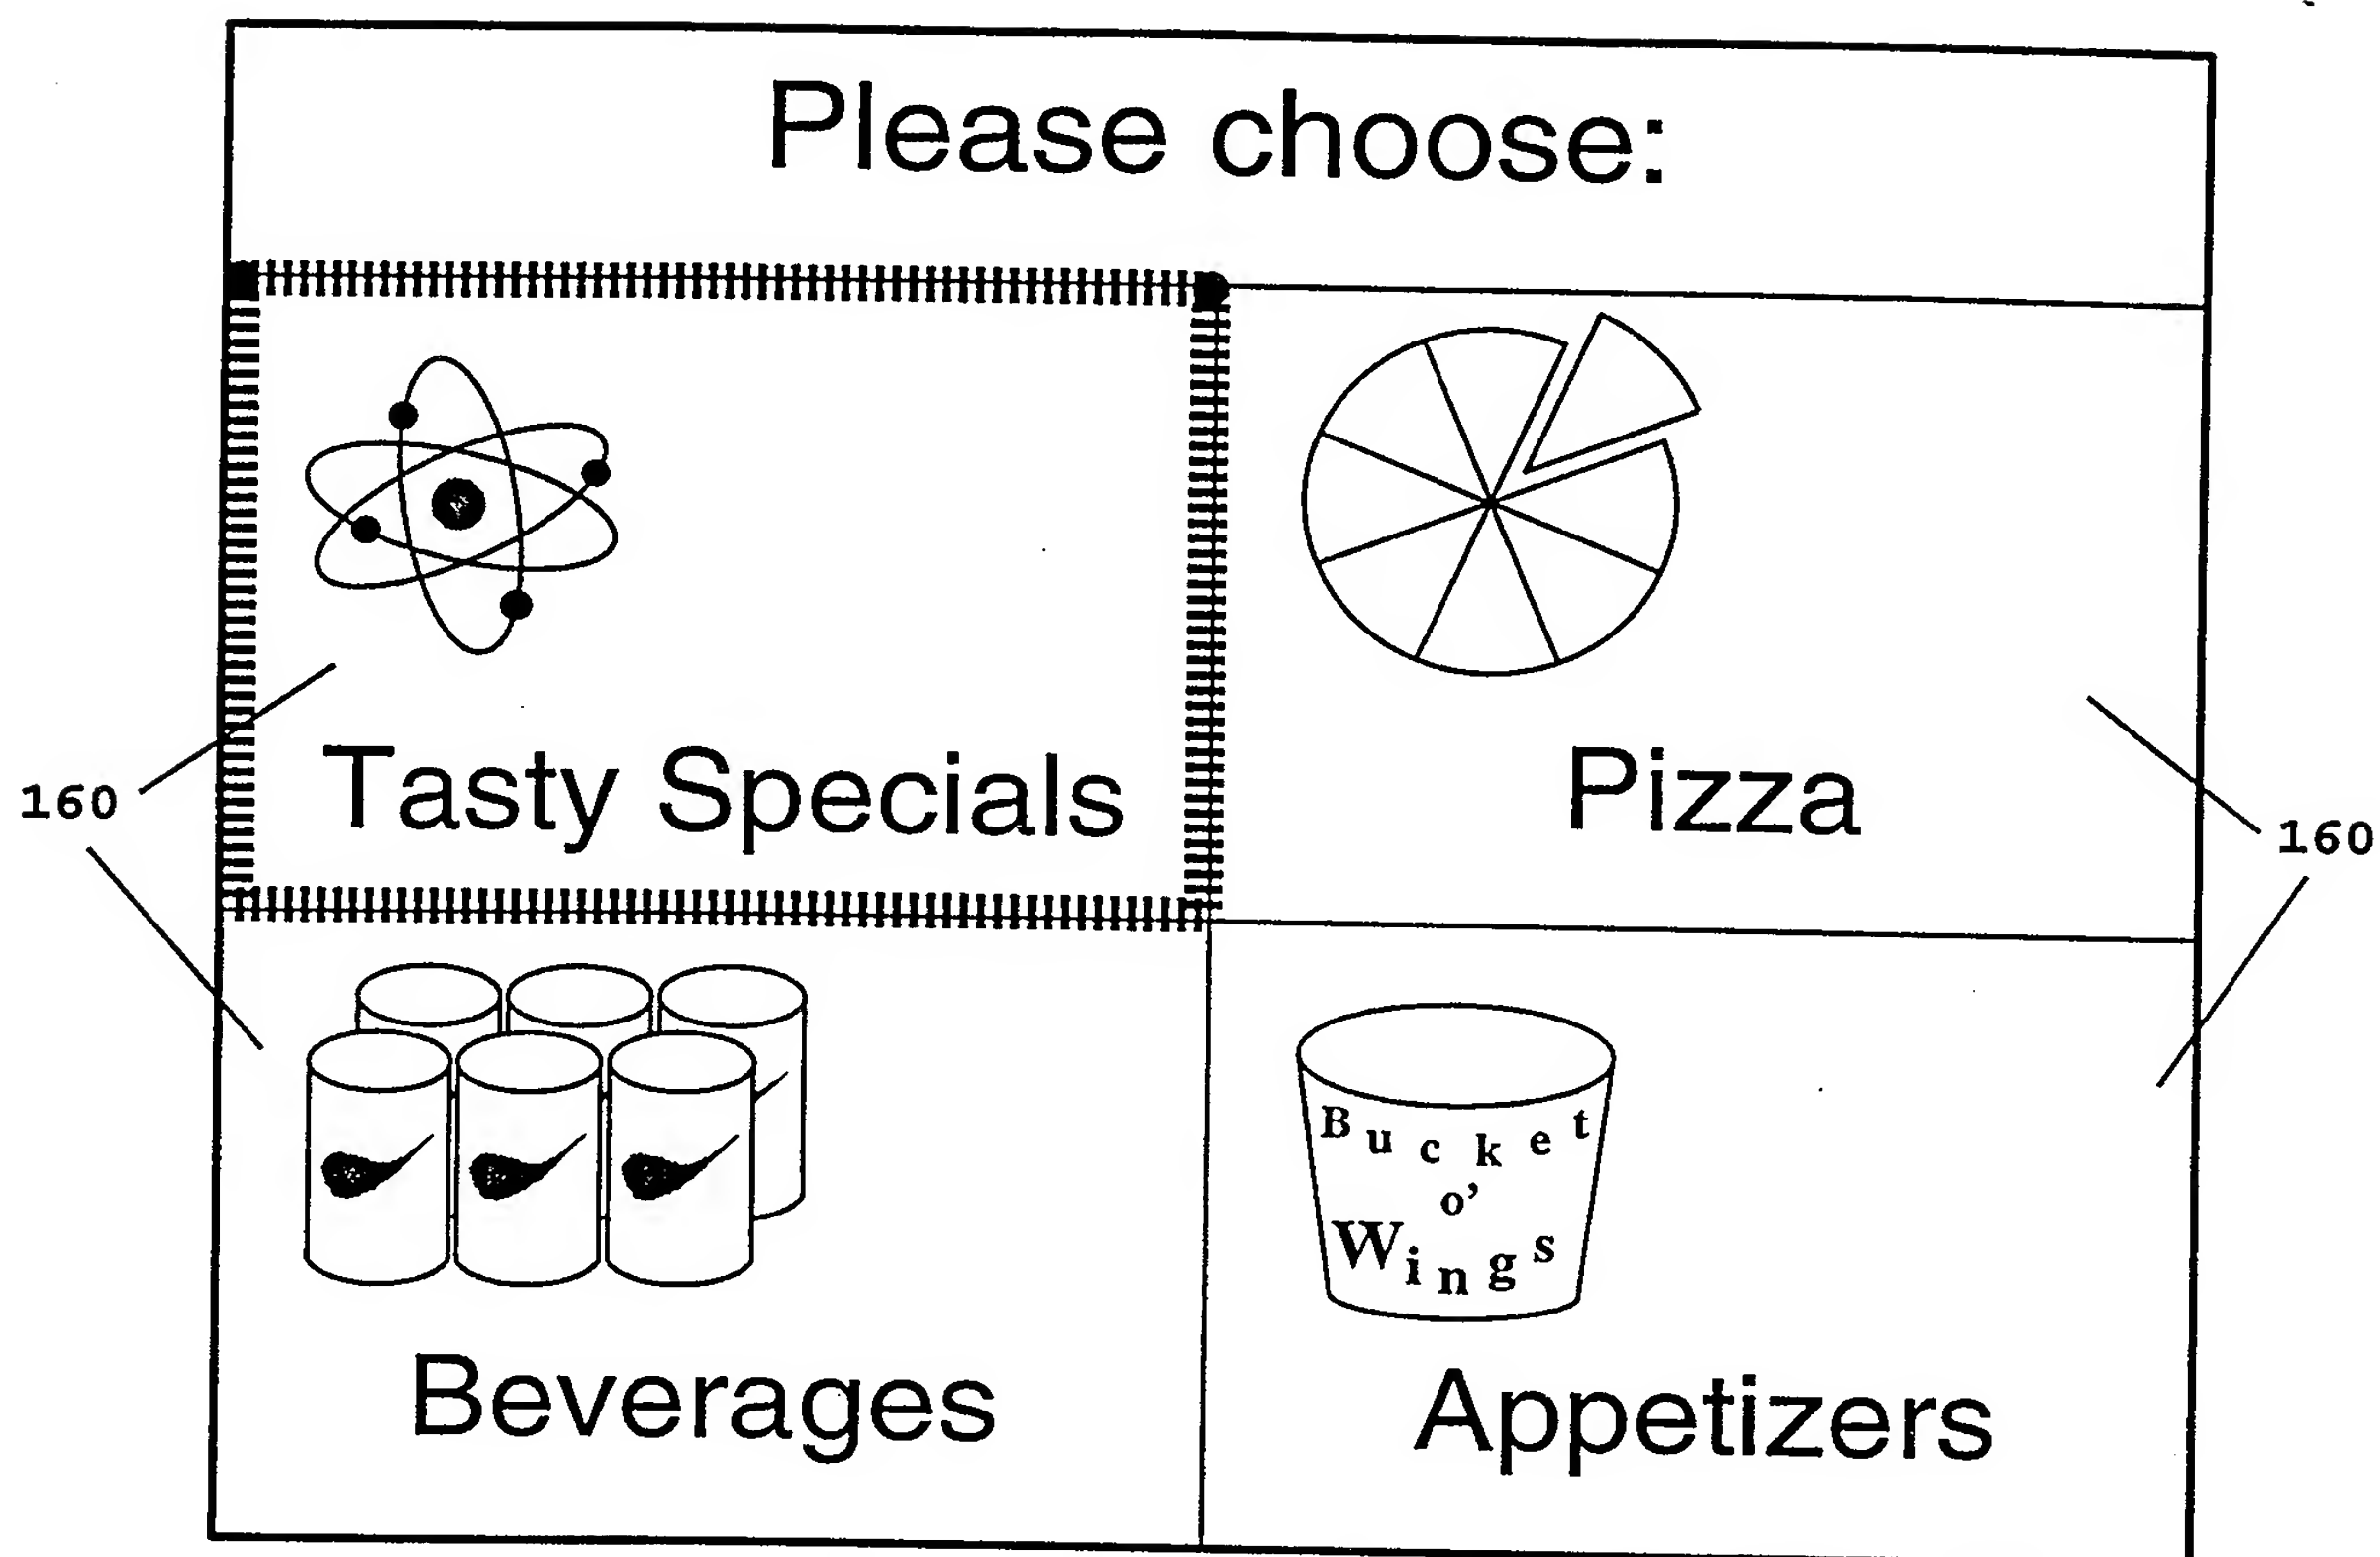 Please choose:
Tasty Specials
Pizza
160
160
Bucket
o’
Wings
Beverages
Appetizers